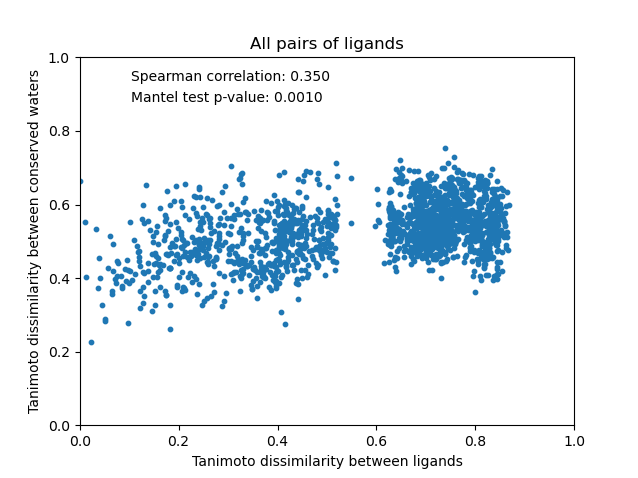 All pairs of ligands
Spearman correlation: 0.350
Mantel test p-value: 0.0010
Tanimoto dissimilarity between conserved waters
1.0
0.8
0.6
0.4
0.2
0.0
0.0 0.2 0.4 0.6 0.8 1.0
Tanimoto dissimilarity between ligands